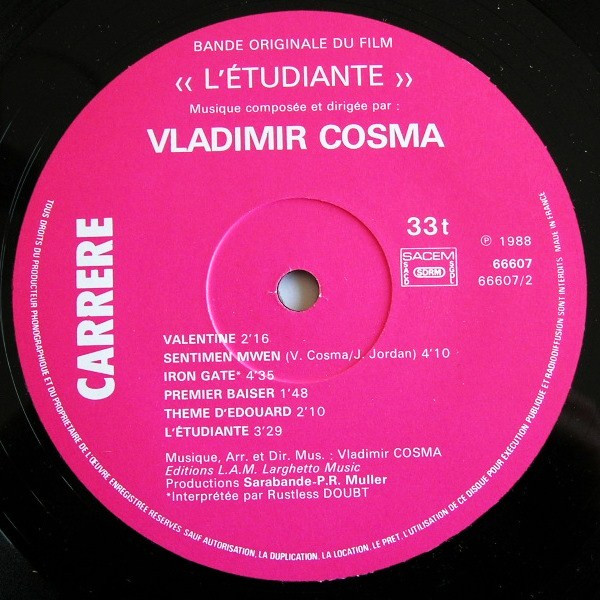 BANDE ORIGINALE DU FILM
‹‹ L'ÉTUDIANTE ››
Musique composée et dirigée par :
VLADIMIR COSMA
CARRERE
33t
SACEM
SACD SDRM SGDL
℗ 1988
66607
66607/2
VALENTINE 2'16
SENTIMEN MWEN (V. Cosma/J. Jordan) 4'10
IRON GATE* 4'35
PREMIER BAISER 1'48
THEME D'EDOUARD 2'10
L'ÉTUDIANTE 3'29
Musique, Arr. et Dir. Mus. : Vladimir COSMA
Editions L.A.M. Larghetto Music
Productions Sarabande-P.R. Muller
*Interprétée par Rustless DOUBT
TOUS DROITS DU PRODUCTEUR PHONOGRAPHIQUE ET DU PROPRIETAIRE DE L'ŒUVRE ENREGISTRÉE RÉSERVÉS SAUF AUTORISATION, LA DUPLICATION, LA LOCATION, LE PRET, L'UTILISATION DE CE DISQUE POUR EXECUTION PUBLIQUE ET RADIODIFFUSION SONT INTERDITS MADE IN FRANCE